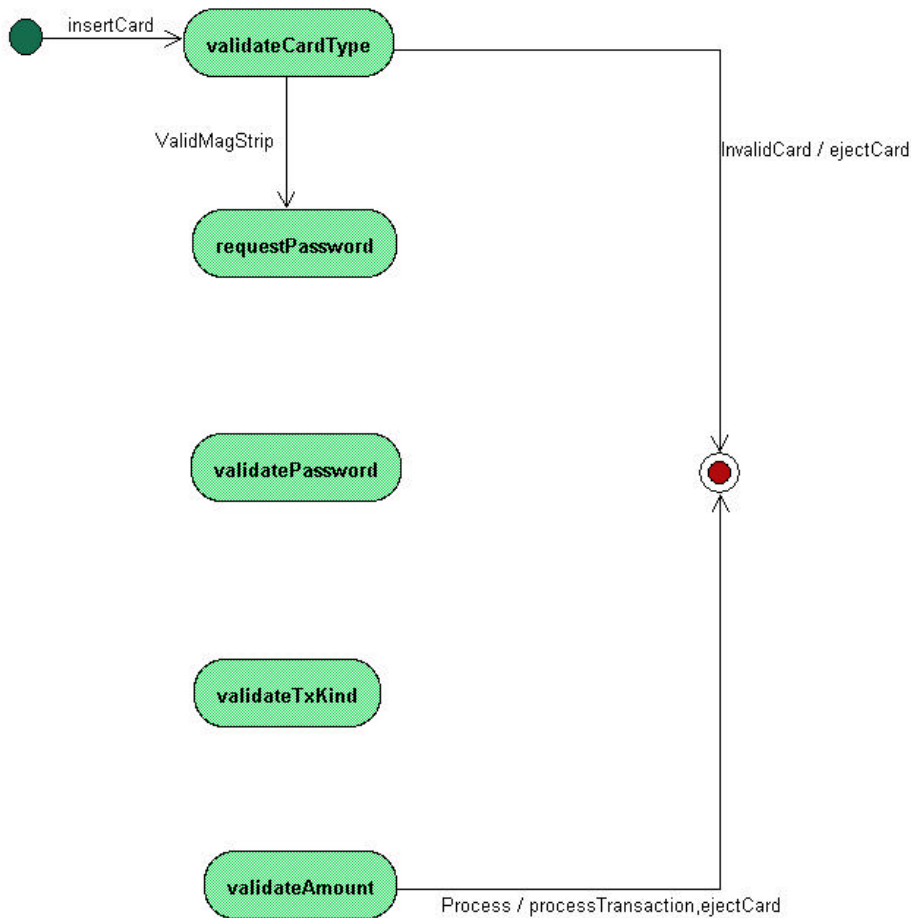 insertCard
validateCardType
ValidMagStrip
InvalidCard / ejectCard
requestPassword
validatePassword
validateTxKind
validateAmount
Process / processTransaction,ejectCard